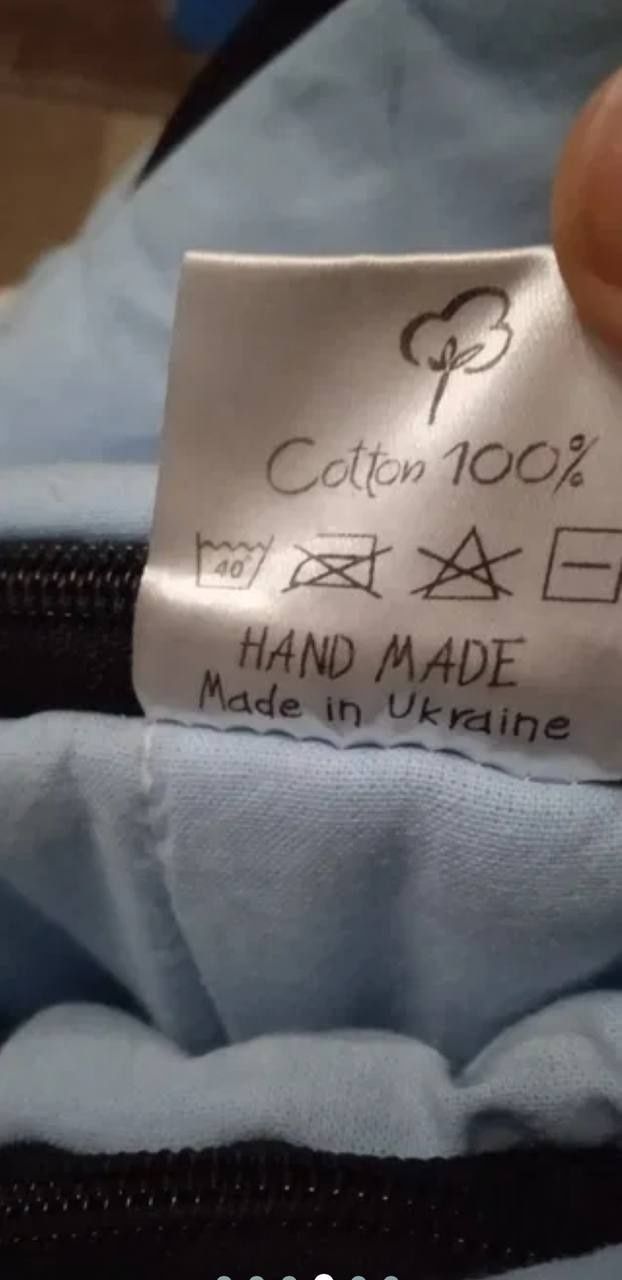 Cotton 100%
40°
HAND MADE
Made in Ukraine